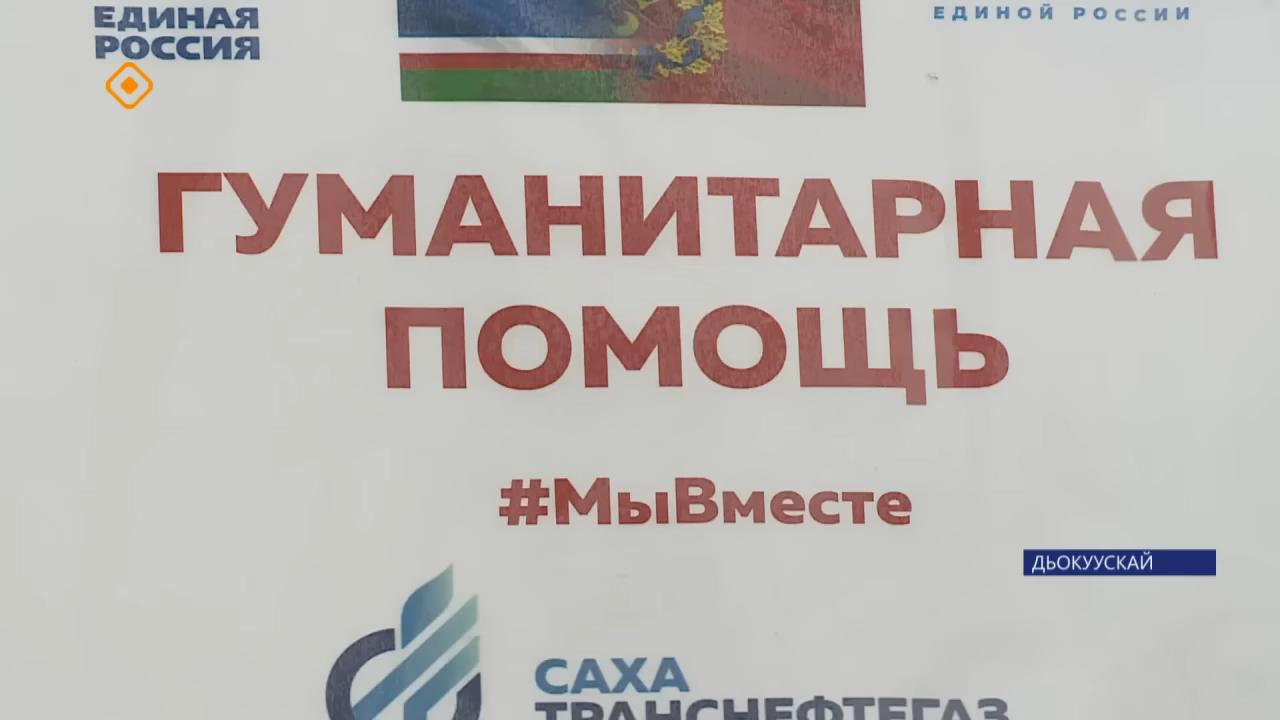 ЕДИНАЯ
РОССИЯ
ЕДИНОЙ РОССИИ
ГУМАНИТАРНАЯ
ПОМОЩЬ
#МыВместе
ДЬОКУУСКАЙ
САХА
ТРАНСНЕФТЕГАЗ